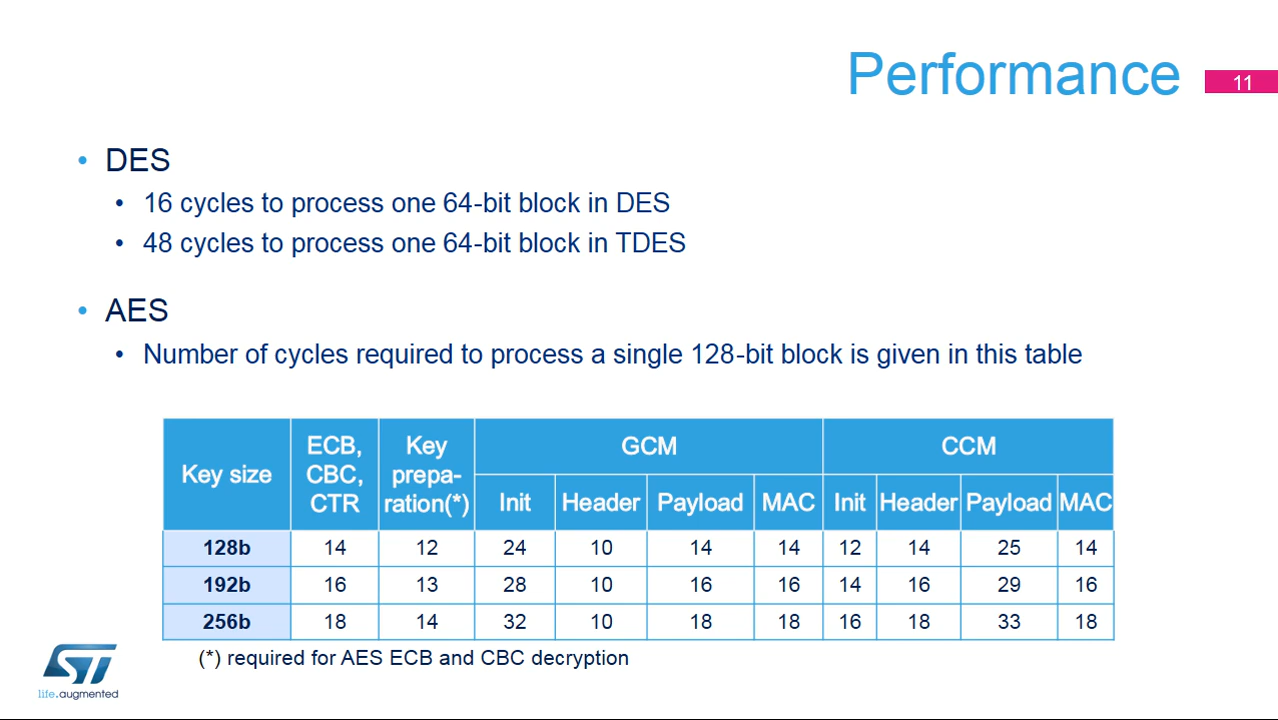 Performance
11
• DES
• 16 cycles to process one 64-bit block in DES
• 48 cycles to process one 64-bit block in TDES
• AES
• Number of cycles required to process a single 128-bit block is given in this table
Key size
ECB,
CBC,
CTR
Key
prepa-
ration(*)
GCM
CCM
Init Header Payload MAC Init Header Payload MAC
128b 14 12 24 10 14 14 12 14 25 14
192b 16 13 28 10 16 16 14 16 29 16
256b 18 14 32 10 18 18 16 18 33 18
(*) required for AES ECB and CBC decryption
ST
life.augmented